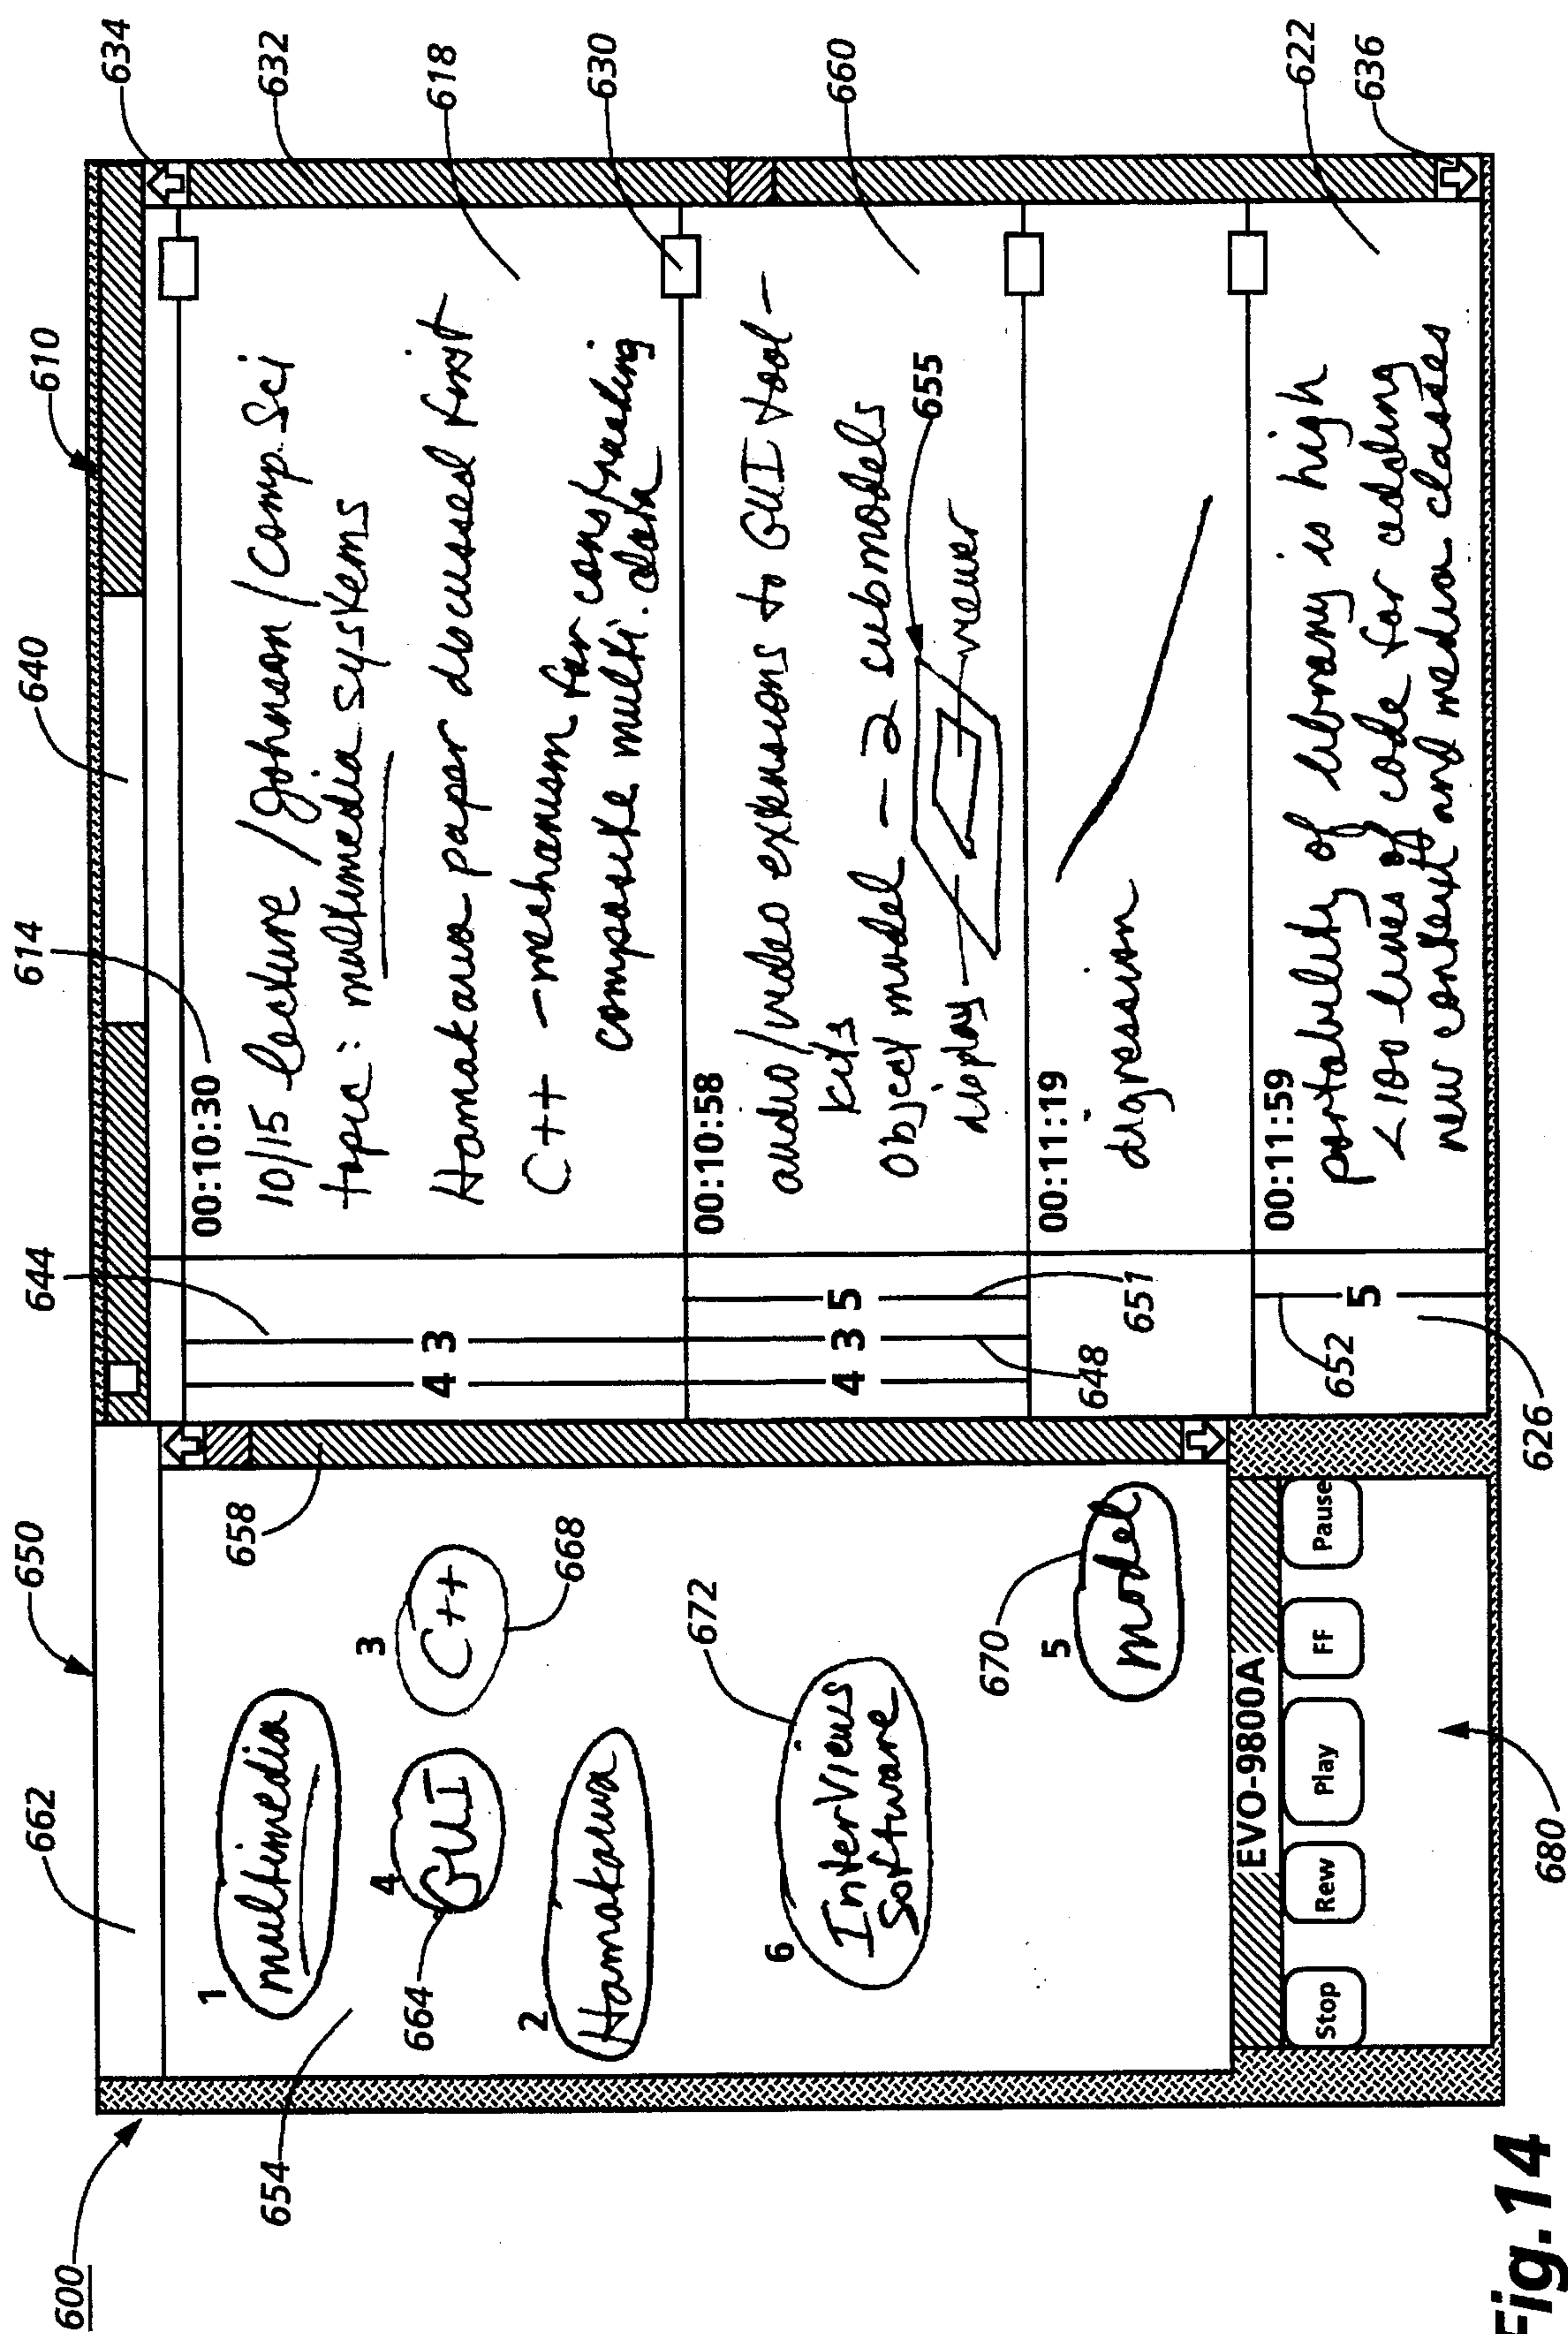 600
650
662
654
658
1
multimedia
3
C++
668
4
GUI
664
2
Hamakawa
6
InterViews
Software
672
5
model
670
EVO-9800A
Stop
Rew
Play
FF
Pause
680
610
644
614
640
634
632
618
630
660
622
636
4
3
00:10:30
10/15 lecture / Johnson / Comp. Sci
topic: multimedia systems
Hamakawa paper discussed first
C++ - mechanism for cons/reading
composite multi. data
4
3
5
00:10:58
audio/video extensions to GUI tool-
kits
Object model - 2 submodels
display
viewer
655
648
651
00:11:19
digression
5
652
626
00:11:59
portability of library is high
<100 lines of code for adding
new context and media classes
Fig.14